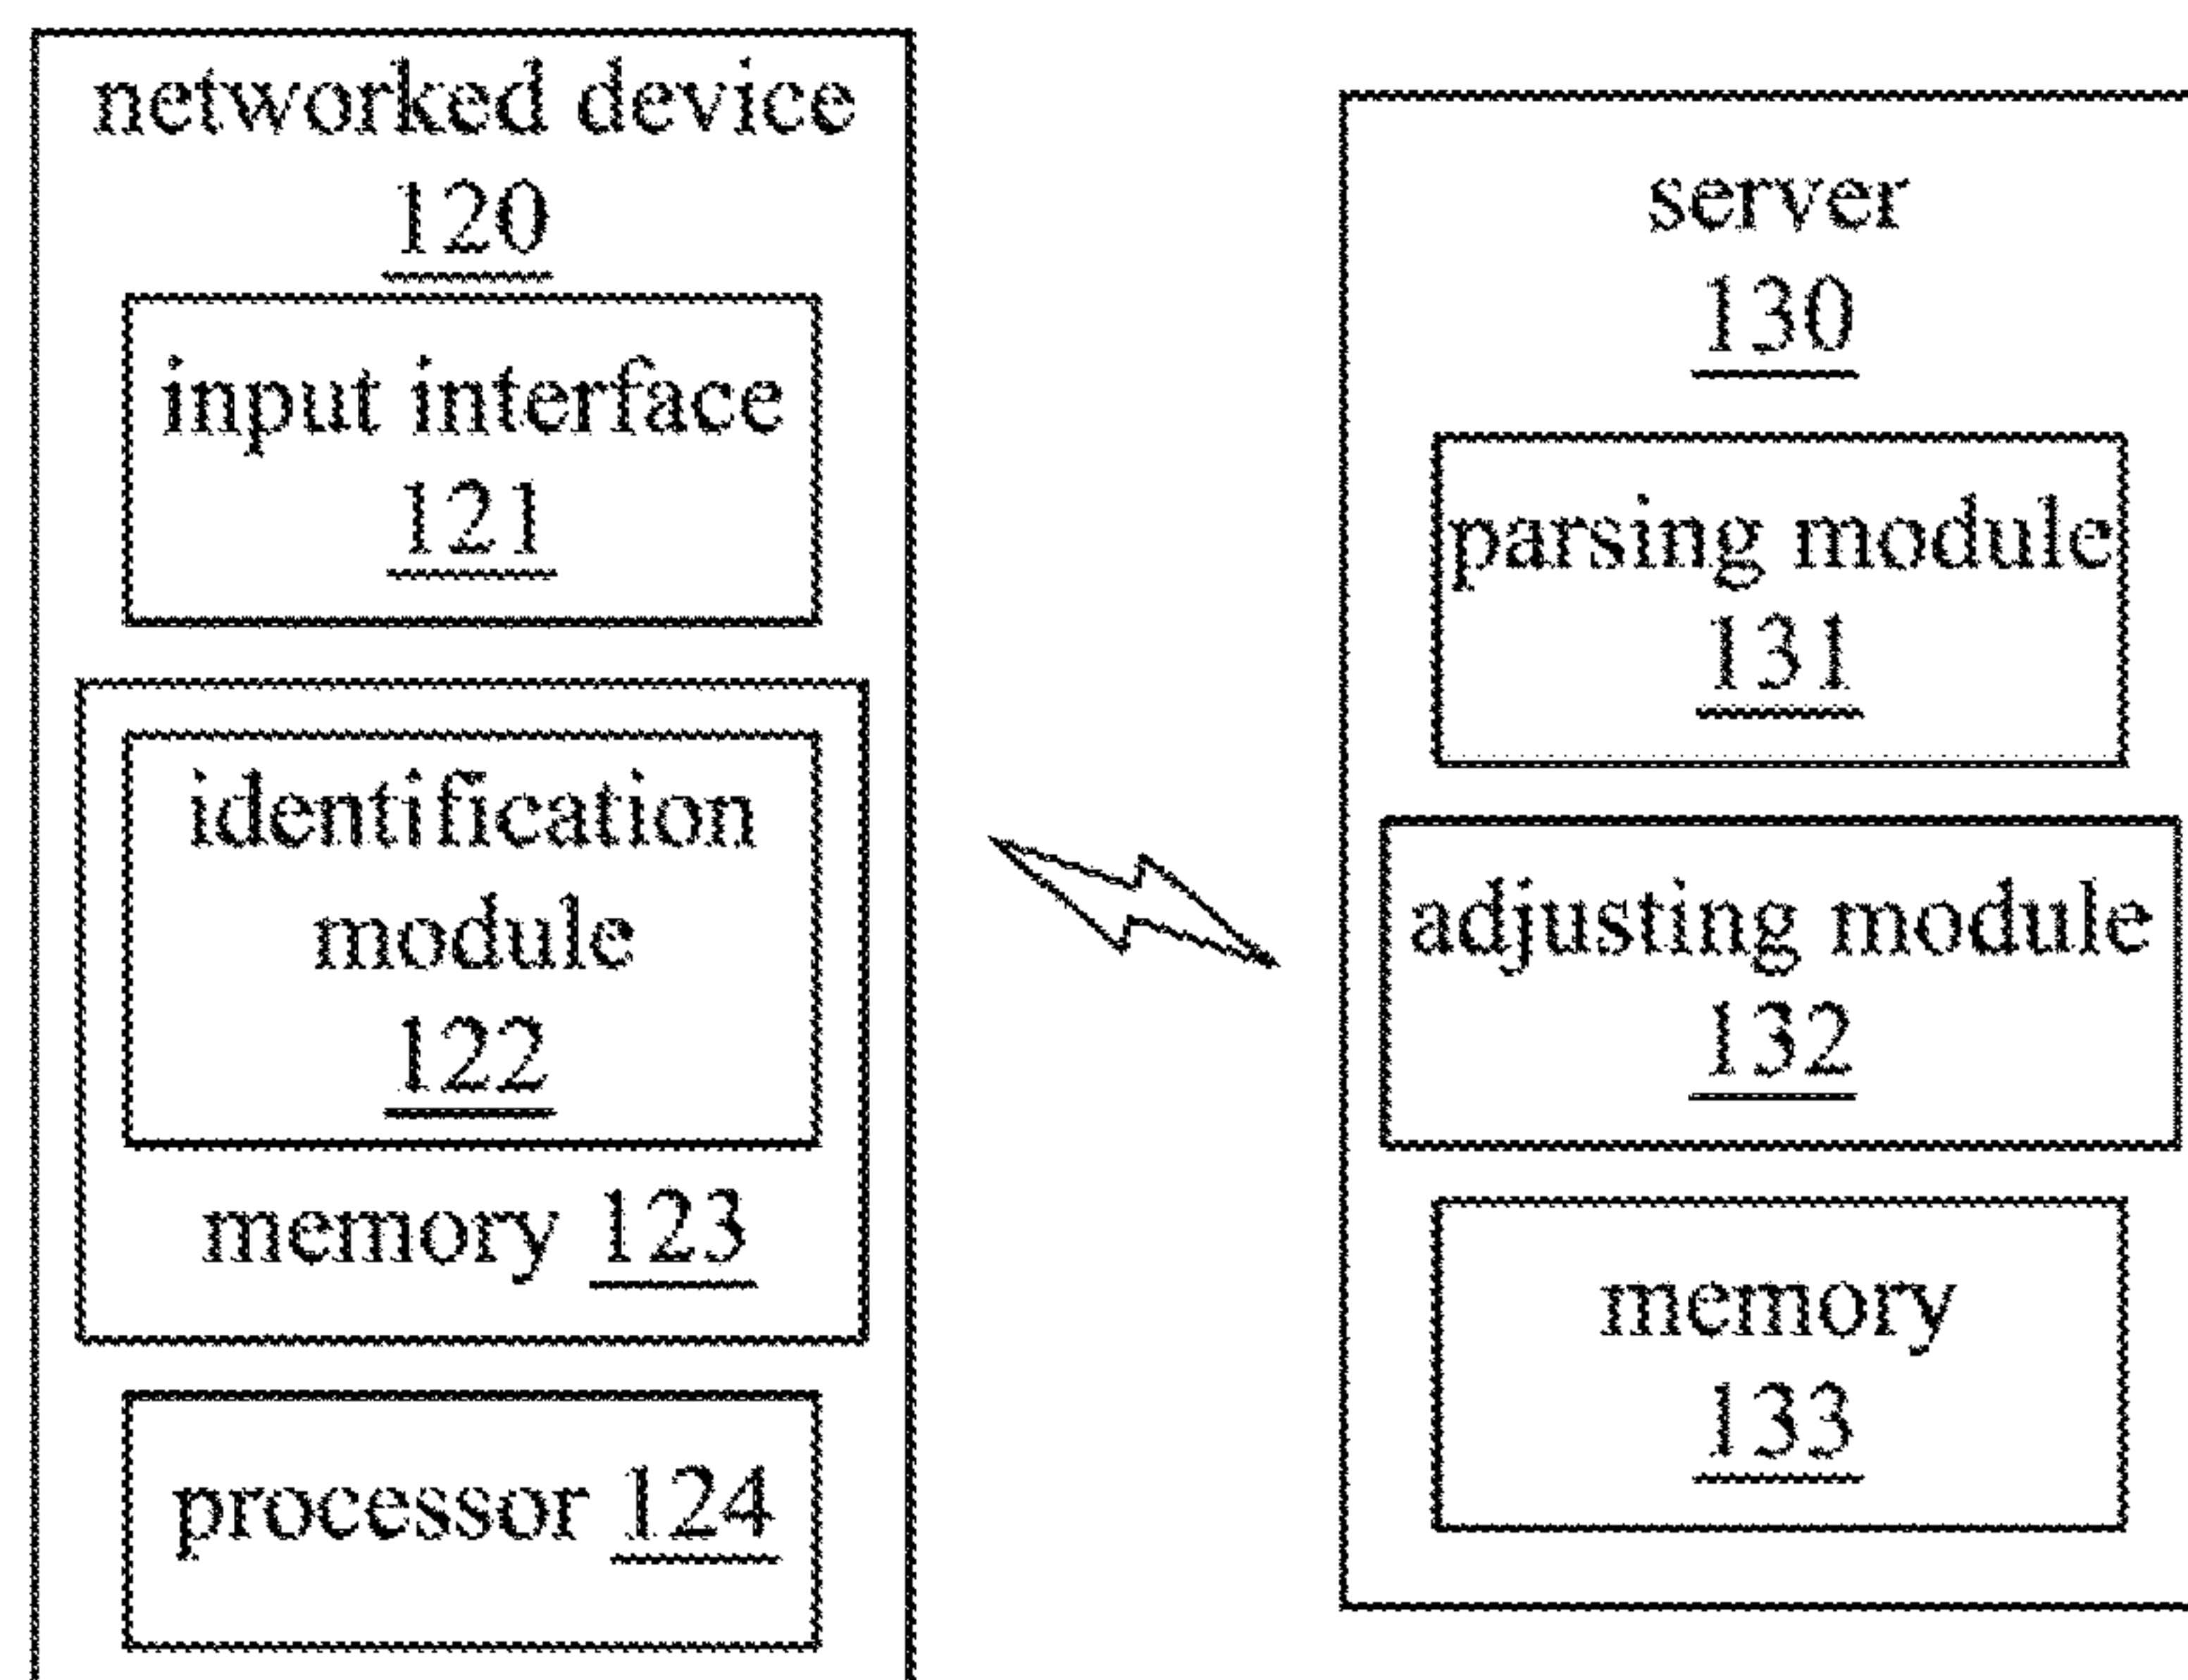 networked device
120
input interface
121
identification
module
122
memory 123
processor 124
server
130
parsing module
131
adjusting module
132
memory
133